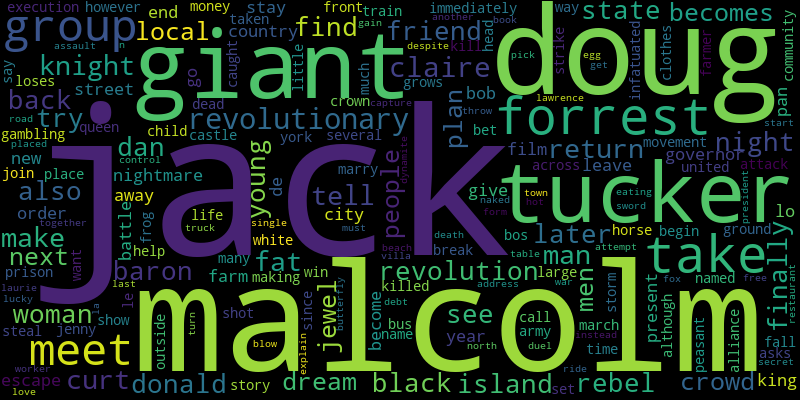 execution however money front train end way another book
group local find friend state becomes
say giant doug
knight country immediately stay taken claire
loses street go caught little much head grows strike infatuated clothes farmer community
back revolutionary plan bob kill pick egg get
dead crown capture
road try queen castle york several bet lawrence throw start
gambling child dan forrest
placed new control film return movement governor night
join place nightmare young de marry people dynamite across leave united attack
also away life tell give tucker
order truck city naked town hot eating sword president
make battle frog single white form later horse begin ground lo
together want many must beach death bos man take finally
next help farm making win villa table break attempt fox free restaurant
prison baron fat since revolution large named
woman le last jewel killed address war men storm present although peasant alliance
lucky laurie la malcolm see call army
steal jenny show outside turn shot butterfly become bus debt north year duel march instead fall
meet blow explain name time asks secret
escape curt donald story dream black island set ride rebel crowd king
worker love
jack
gain despite assault